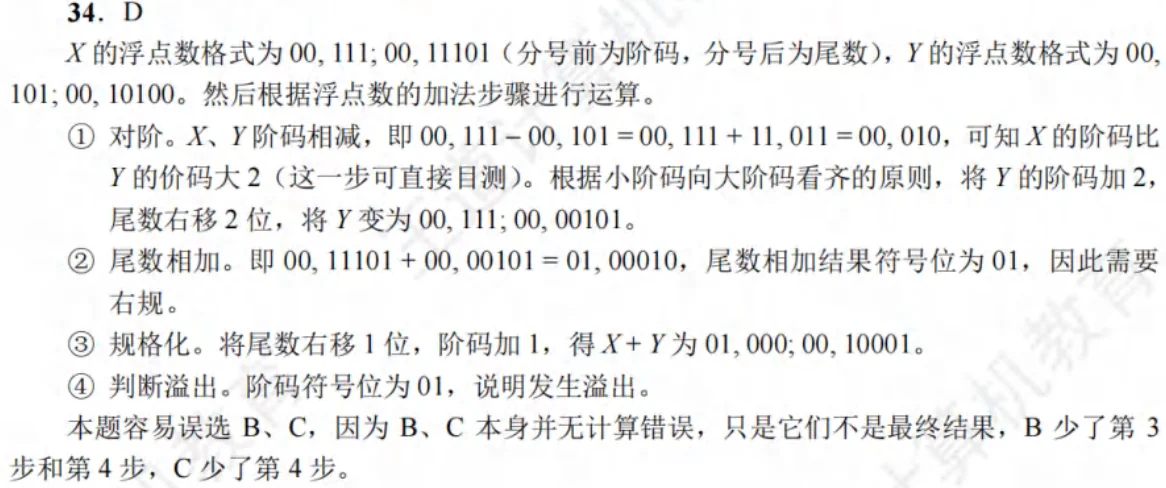 34. D
X 的浮点数格式为 00, 111; 00, 11101（分号前为阶码，分号后为尾数），Y 的浮点数格式为 00,
101; 00, 10100。然后根据浮点数的加法步骤进行运算。
① 对阶。X、Y 阶码相减，即 00, 111 – 00, 101 = 00, 111 + 11, 011 = 00, 010，可知 X 的阶码比
Y 的价码大 2（这一步可直接目测）。根据小阶码向大阶码看齐的原则，将 Y 的阶码加 2，
尾数右移 2 位，将 Y 变为 00, 111; 00, 00101。
② 尾数相加。即 00, 11101 + 00, 00101 = 01, 00010，尾数相加结果符号位为 01，因此需要
右规。
③ 规格化。将尾数右移 1 位，阶码加 1，得 X + Y 为 01, 000; 00, 10001。
④ 判断溢出。阶码符号位为 01，说明发生溢出。
本题容易误选 B、C，因为 B、C 本身并无计算错误，只是它们不是最终结果，B 少了第 3
步和第 4 步，C 少了第 4 步。